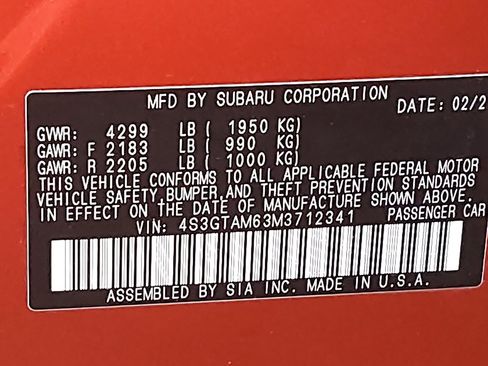 MFD BY SUBARU CORPORATION DATE: 02/2
GVWR: 4299 LB ( 1950 KG)
GAWR: F 2183 LB ( 990 KG)
GAWR: R 2205 LB ( 1000 KG)
THIS VEHICLE CONFORMS TO ALL APPLICABLE FEDERAL MOTOR
VEHICLE SAFETY,BUMPER,AND THEFT PREVENTION STANDARDS
IN EFFECT ON THE DATE OF MANUFACTURE SHOWN ABOVE.
VIN: 4S3GTAM63M3712341 PASSENGER CAR
ASSEMBLED BY SIA INC. MADE IN U.S.A.